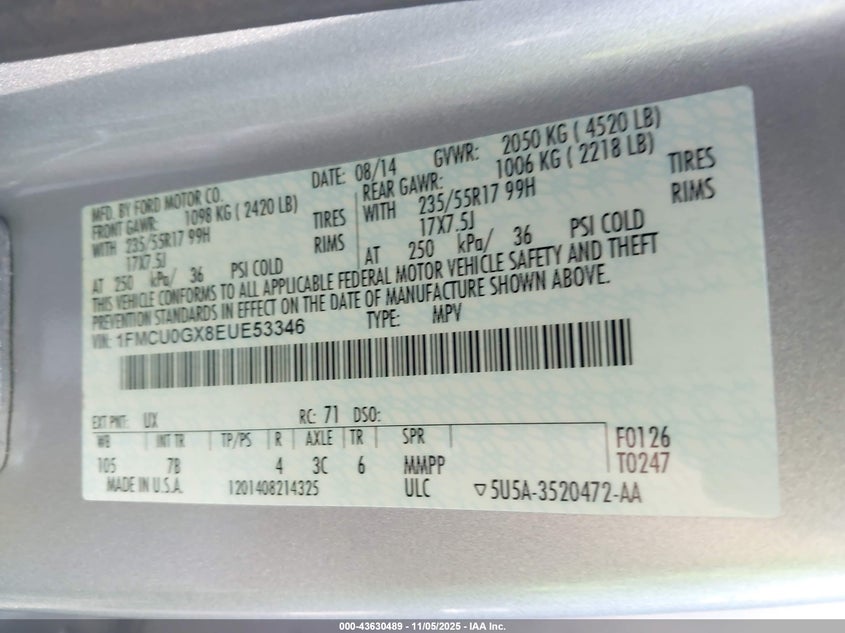 MFD. BY FORD MOTOR CO. DATE: 08/14 GVWR: 2050 KG ( 4520 LB)
FRONT GAWR: 1098 KG ( 2420 LB) REAR GAWR: 1006 KG ( 2218 LB)
WITH 235/55R17 99H TIRES WITH 235/55R17 99H TIRES
17X7.5J RIMS 17X7.5J RIMS
AT 250 kPa/ 36 PSI COLD AT 250 kPa/ 36 PSI COLD
THIS VEHICLE CONFORMS TO ALL APPLICABLE FEDERAL MOTOR VEHICLE SAFETY AND THEFT
PREVENTION STANDARDS IN EFFECT ON THE DATE OF MANUFACTURE SHOWN ABOVE.
VIN: 1FMCU0GX8EUE53346 TYPE: MPV
EXT PNT: UX RC: 71 DSO:
WB INT TR TP/PS R AXLE TR SPR F0126
105 7B 4 3C 6 MMPP T0247
MADE IN U.S.A. 1201408214325 ULC ▽5U5A-3520472-AA
000-43630489 - 11/05/2025 - IAA Inc.